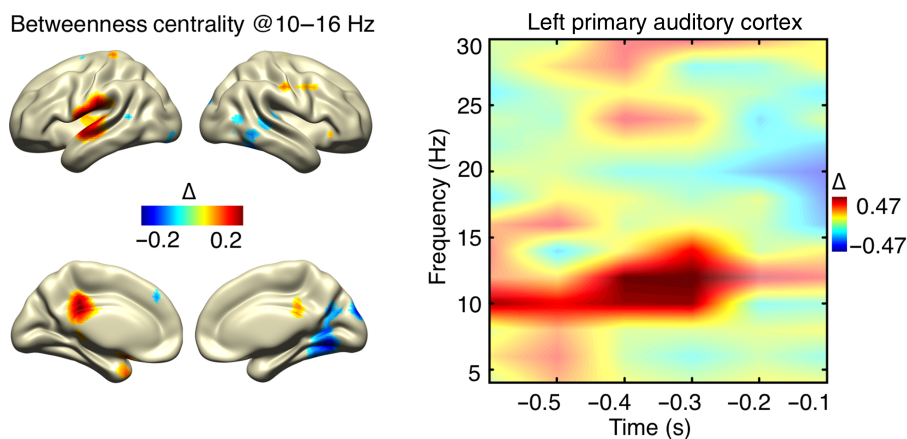 Betweenness centrality @10–16 Hz
Δ
−0.2 0.2
Left primary auditory cortex
Frequency (Hz)
30
25
20
15
10
5
−0.5 −0.4 −0.3 −0.2 −0.1
Time (s)
Δ
0.47
−0.47